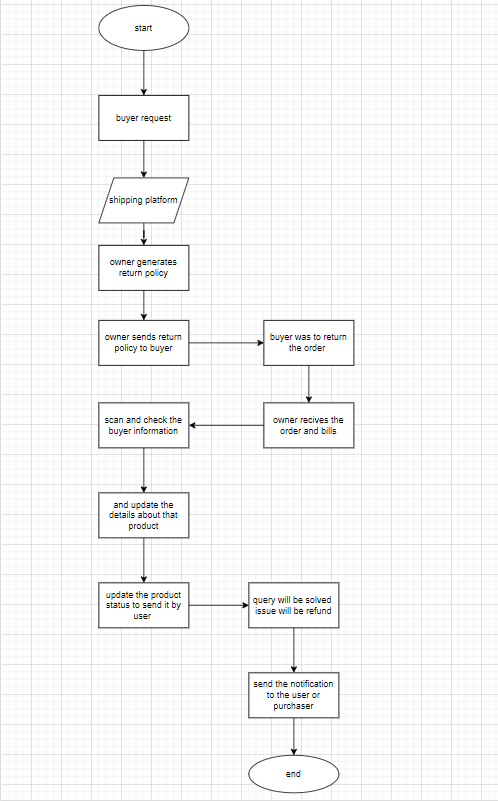 start
buyer request
shipping platform
owner generates
return policy
owner sends return
policy to buyer
buyer was to return
the order
owner recives the
order and bills
scan and check the
buyer information
and update the
details about that
product
update the product
status to send it by
user
query will be solved
issue will be refund
send the notification
to the user or
purchaser
end